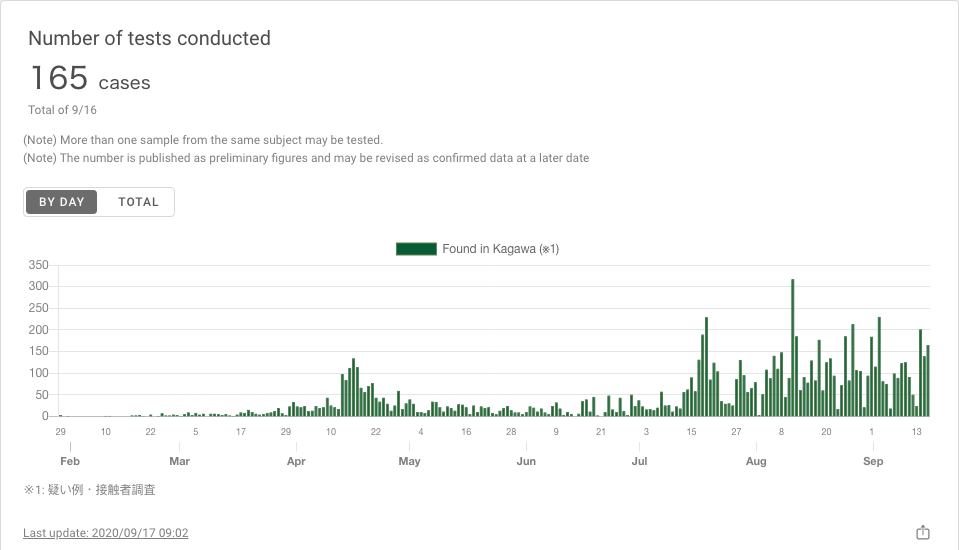 Number of tests conducted
165 cases
Total of 9/16
(Note) More than one sample from the same subject may be tested.
(Note) The number is published as preliminary figures and may be revised as confirmed data at a later date
BY DAY TOTAL
Found in Kagawa (※1)
350
300
250
200
150
100
50
0
29 10 22 5 17 29 10 22 4 16 28 9 21 3 15 27 8 20 1 13
Feb Mar Apr May Jun Jul Aug Sep
※1: 疑い例・接触者調査
Last update: 2020/09/17 09:02